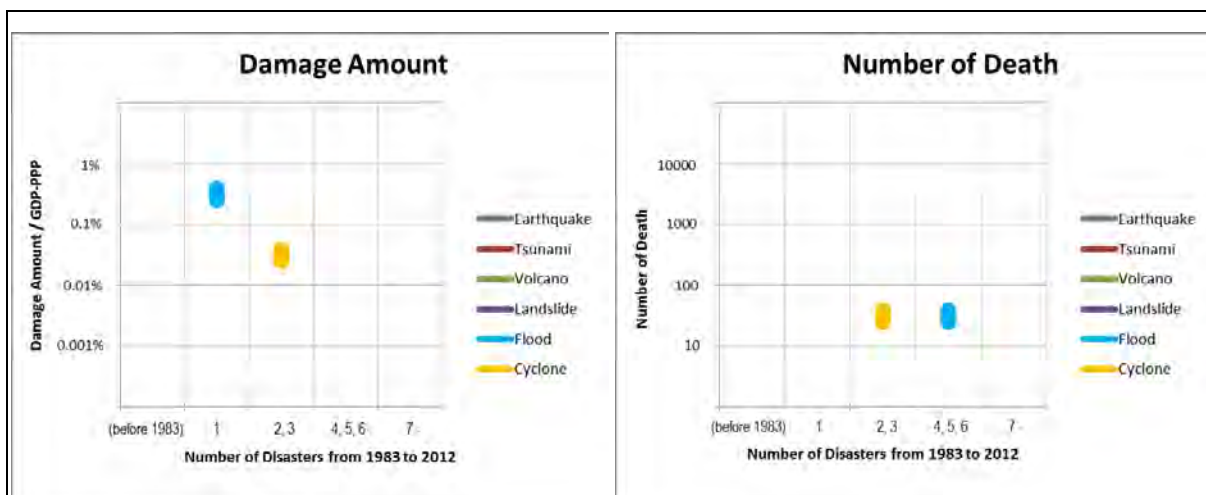 Damage Amount
Damage Amount / GDP-PPP
1%
0.1%
0.01%
0.001%
(before 1983) 1 2, 3 4, 5, 6 7 -
Number of Disasters from 1983 to 2012
Earthquake
Tsunami
Volcano
Landslide
Flood
Cyclone
Number of Death
Number of Death
10000
1000
100
10
(before 1983) 1 2, 3 4, 5, 6 7 -
Number of Disasters from 1983 to 2012
Earthquake
Tsunami
Volcano
Landslide
Flood
Cyclone